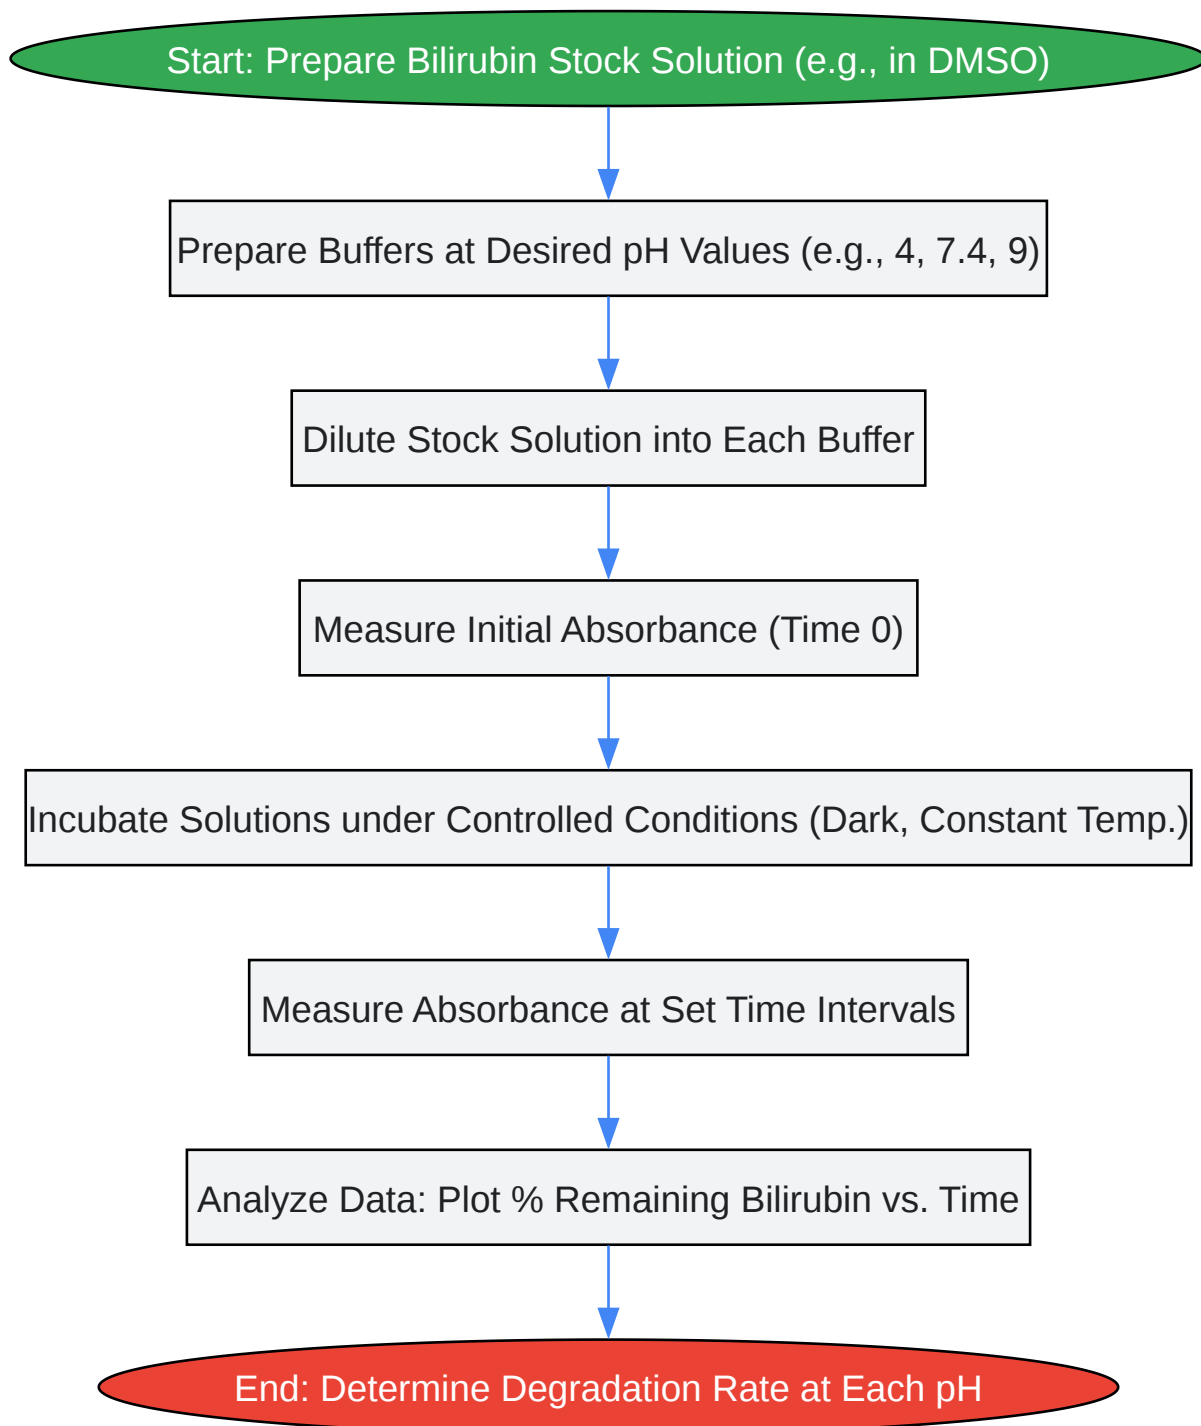 Start: Prepare Bilirubin Stock Solution (e.g., in DMSO)
Prepare Buffers at Desired pH Values (e.g., 4, 7.4, 9)
Dilute Stock Solution into Each Buffer
Measure Initial Absorbance (Time 0)
Incubate Solutions under Controlled Conditions (Dark, Constant Temp.)
Measure Absorbance at Set Time Intervals
Analyze Data: Plot % Remaining Bilirubin vs. Time
End: Determine Degradation Rate at Each pH